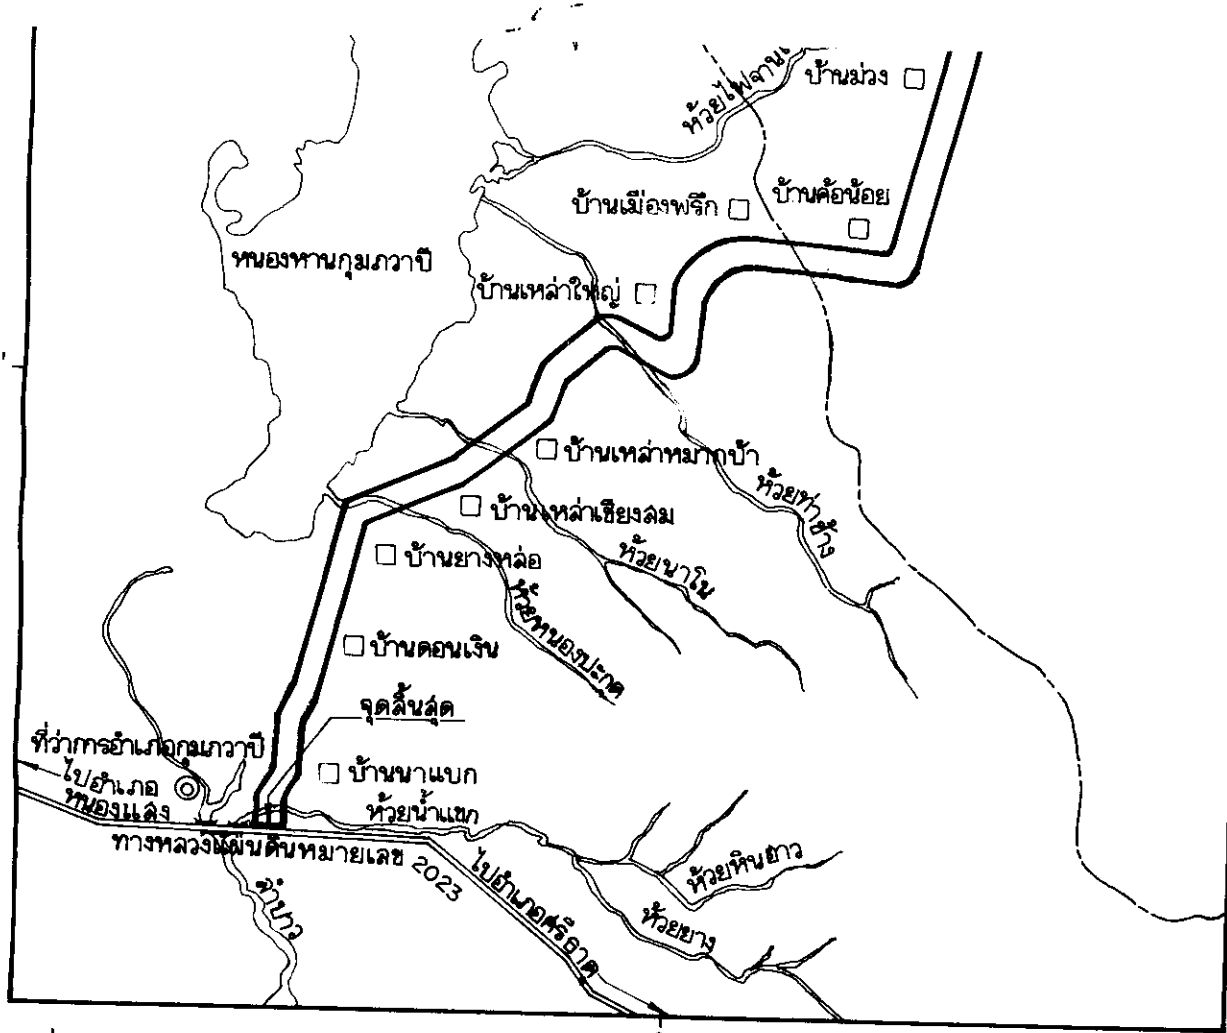 บ้านม่วง
บ้านเมืองพรึก
บ้านค้อน้อย
หนองหานกุมภวาปี
บ้านเหล่าใหญ่
บ้านเหล่าหมากบ้า
ห้วยท่าช้าง
บ้านเหล่าเชียงลม
บ้านยางหล่อ
ห้วยนาโน
ห้วยหนองปะกด
บ้านดอนเงิน
จุดสิ้นสุด
ที่ว่าการอำเภอกุมภวาปี
ไปอำเภอ
หนองแสง
บ้านนาแบก
ห้วยน้ำแขก
ทางหลวงแผ่นดินหมายเลข 2023
ไปอำเภอศรีธาตุ
ห้วยหินขาว
ห้วยยาง
ลำปาว